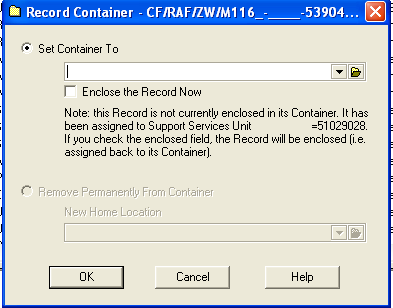 Record Container - CF/RAF/ZW/M116_-____-53904...
Set Container To
Enclose the Record Now
Note: this Record is not currently enclosed in its Container. It has
been assigned to Support Services Unit =51029028.
If you check the enclosed field, the Record will be enclosed (i.e.
assigned back to its Container).
Remove Permanently From Container
New Home Location
OK Cancel Help